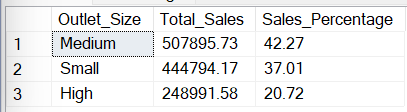 Outlet_Size Total_Sales Sales_Percentage
1 Medium 507895.73 42.27
2 Small 444794.17 37.01
3 High 248991.58 20.72